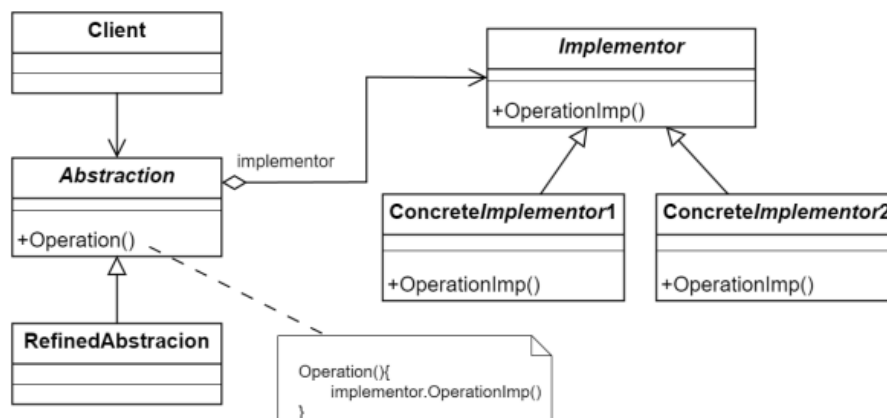 Client
Implementor
+OperationImp()
implementor
Abstraction
+Operation()
ConcreteImplementor1
+OperationImp()
ConcreteImplementor2
+OperationImp()
RefinedAbstracion
Operation(){
implementor.OperationImp()
}